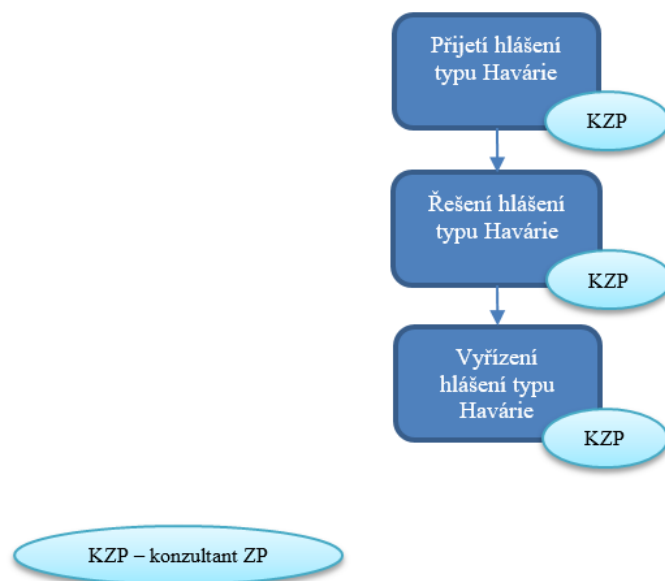 Přijetí hlášení
typu Havárie
KZP
Řešení hlášení
typu Havárie
KZP
Vyřízení
hlášení typu
Havárie
KZP
KZP – konzultant ZP